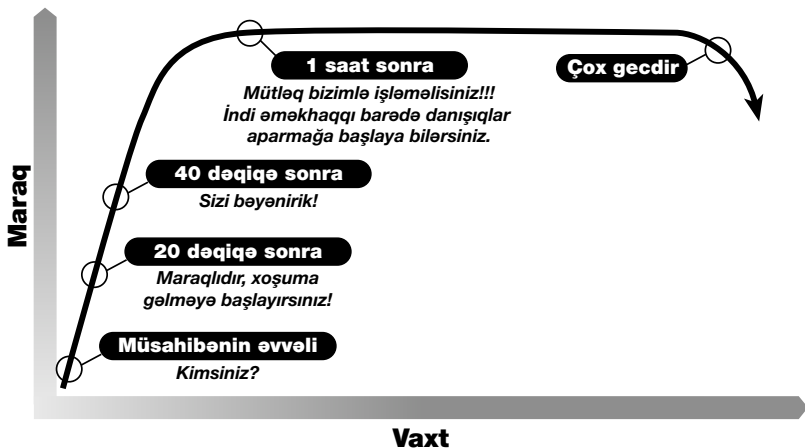 1 saat sonra
Mütləq bizimlə işləməlisiniz!!!
İndi əməkhaqqı barədə danışıqlar
aparmağa başlaya bilərsiniz.
Çox gecdir
40 dəqiqə sonra
Sizi bəyənirik!
20 dəqiqə sonra
Maraqlıdır, xoşuma
gəlməyə başlayırsınız!
Müsahibənin əvvəli
Kimsiniz?
Maraq
Vaxt